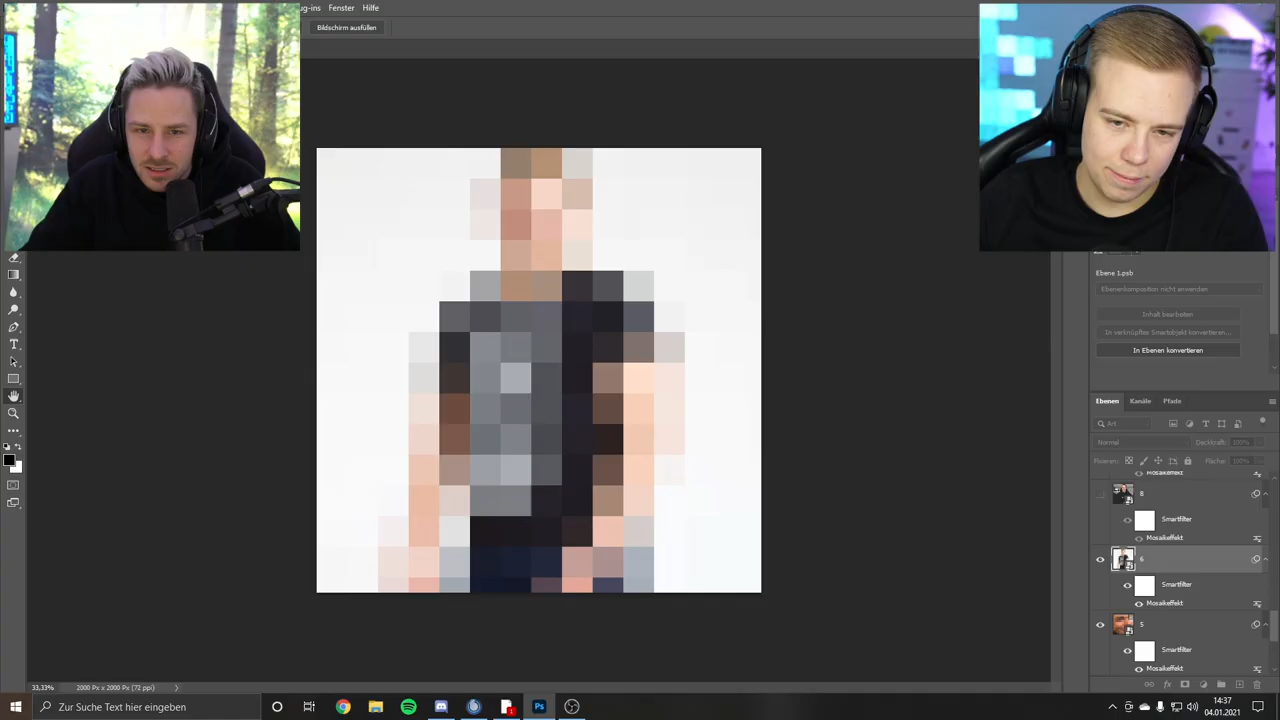 ug-ins Fenster Hilfe
Bildschirm ausfüllen
Ebene 1.psb
Ebenenkomposition nicht anwenden
Inhalt bearbeiten
In verknüpftes Smartobjekt konvertieren...
In Ebenen konvertieren
Ebenen Kanäle Pfade
Art
Normal Deckkraft: 100%
Fixieren: Fläche: 100%
Mosaikeffekt
8
Smartfilter
Mosaikeffekt
6
Smartfilter
Mosaikeffekt
5
Smartfilter
Mosaikeffekt
33,33% 2000 Px x 2000 Px (72 ppi)
Zur Suche Text hier eingeben
14:37
04.01.2021